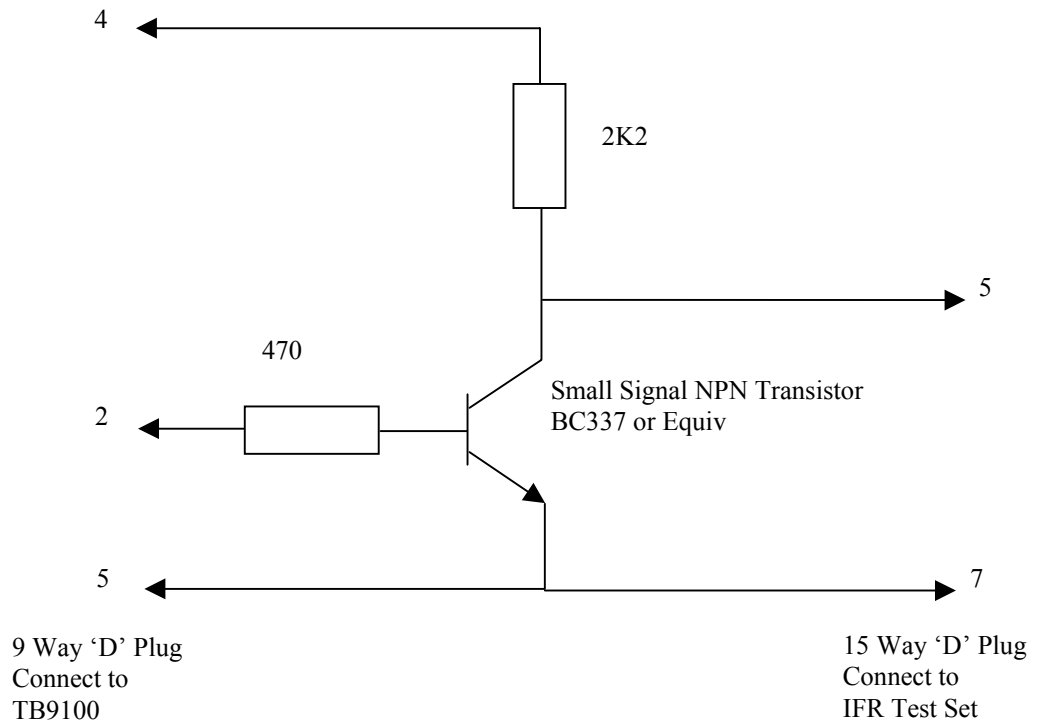 4
2K2
5
470
Small Signal NPN Transistor
BC337 or Equiv
2
5
7
9 Way ‘D’ Plug
Connect to
TB9100
15 Way ‘D’ Plug
Connect to
IFR Test Set